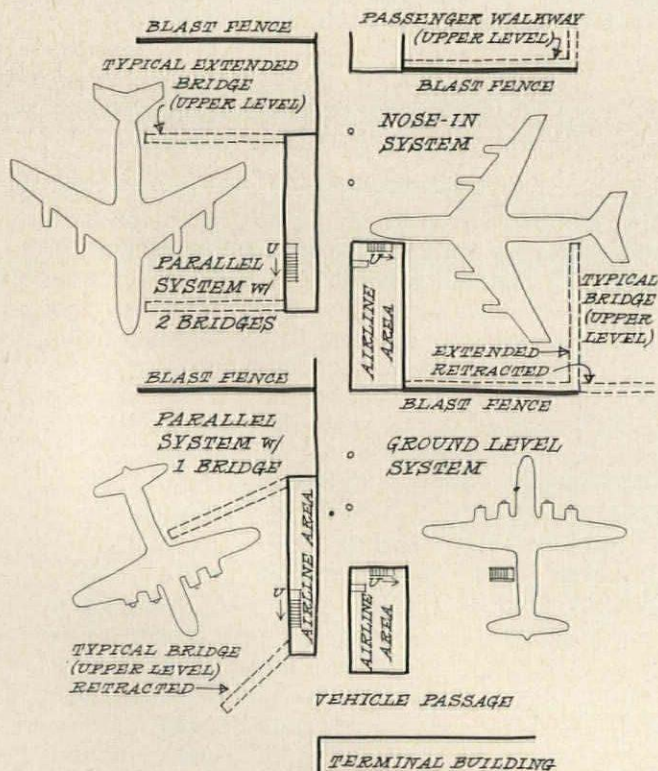 BLAST FENCE
PASSENGER WALKWAY
(UPPER LEVEL)
BLAST FENCE
TYPICAL EXTENDED
BRIDGE
(UPPER LEVEL)
NOSE-IN
SYSTEM
U
PARALLEL
SYSTEM w/
2 BRIDGES
U
AIRLINE
AREA
TYPICAL
BRIDGE
(UPPER
LEVEL)
EXTENDED
RETRACTED
BLAST FENCE
BLAST FENCE
PARALLEL
SYSTEM w/
1 BRIDGE
GROUND LEVEL
SYSTEM
AIRLINE AREA
U
U
AIRLINE
AREA
TYPICAL BRIDGE
(UPPER LEVEL)
RETRACTED
VEHICLE PASSAGE
TERMINAL BUILDING